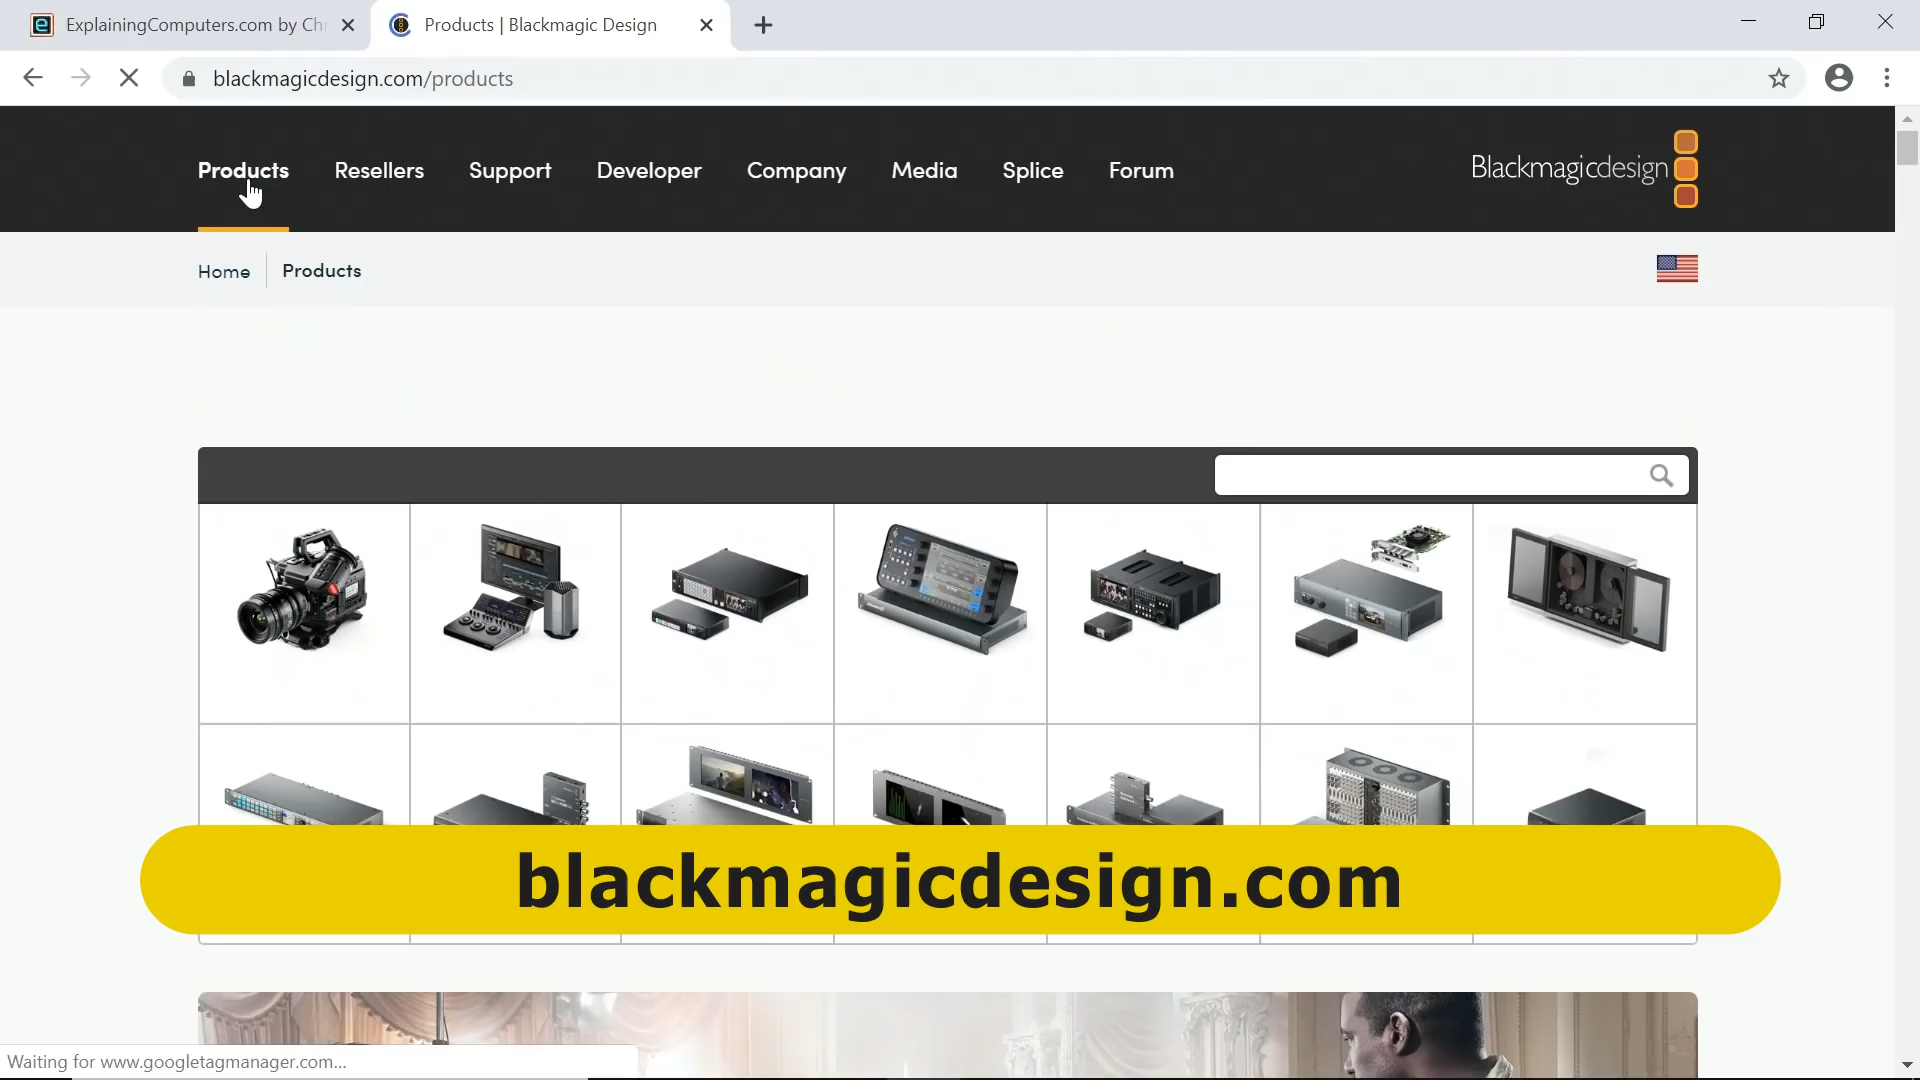 ExplainingComputers.com by Chr
Products | Blackmagic Design
blackmagicdesign.com/products
Products Resellers Support Developer Company Media Splice Forum
Blackmagicdesign
Home Products
blackmagicdesign.com
Waiting for www.googletagmanager.com...